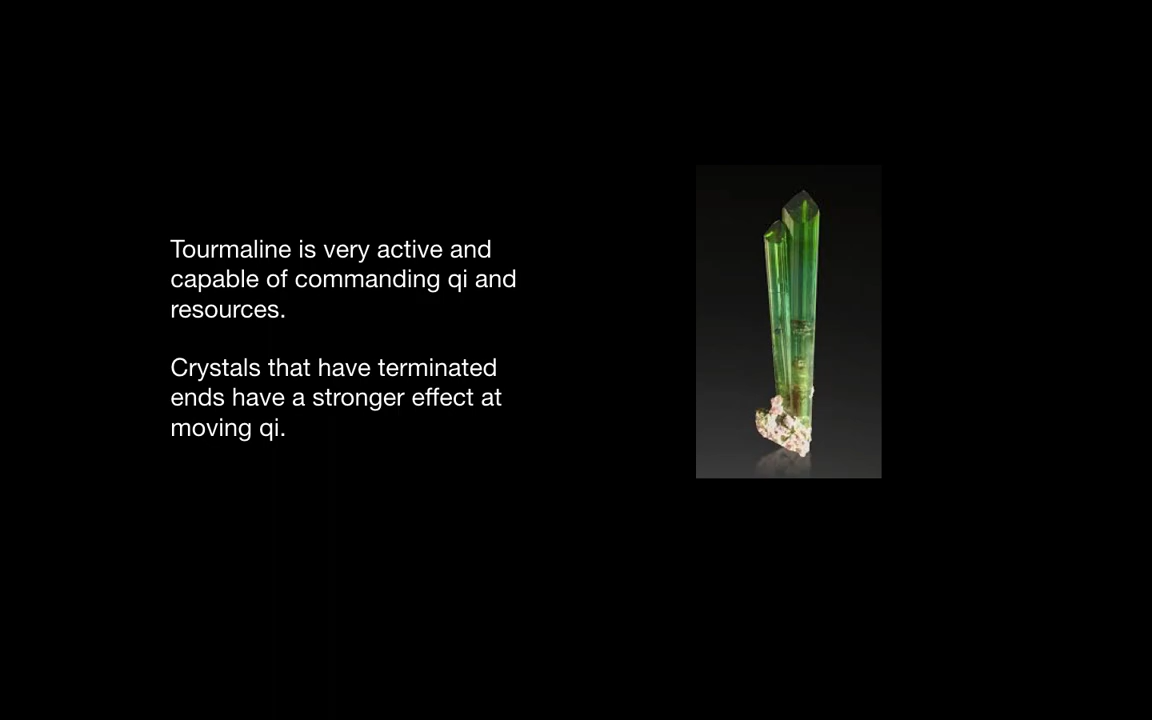 Tourmaline is very active and
capable of commanding qi and
resources.
Crystals that have terminated
ends have a stronger effect at
moving qi.